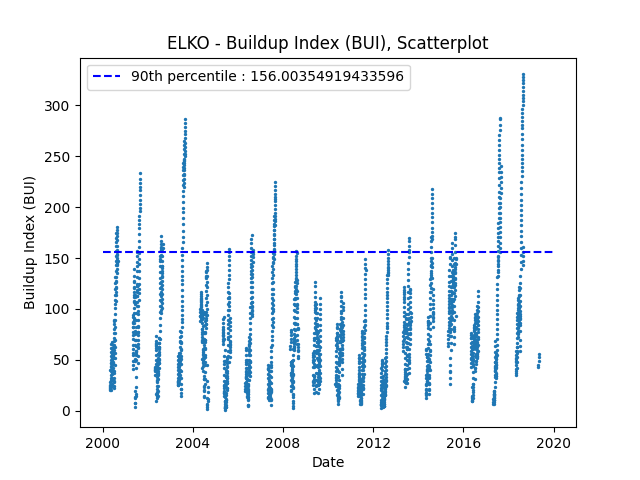 ELKO - Buildup Index (BUI), Scatterplot
90th percentile : 156.00354919433596
300
250
200
150
100
50
0
Buildup Index (BUI)
2000 2004 2008 2012 2016 2020
Date